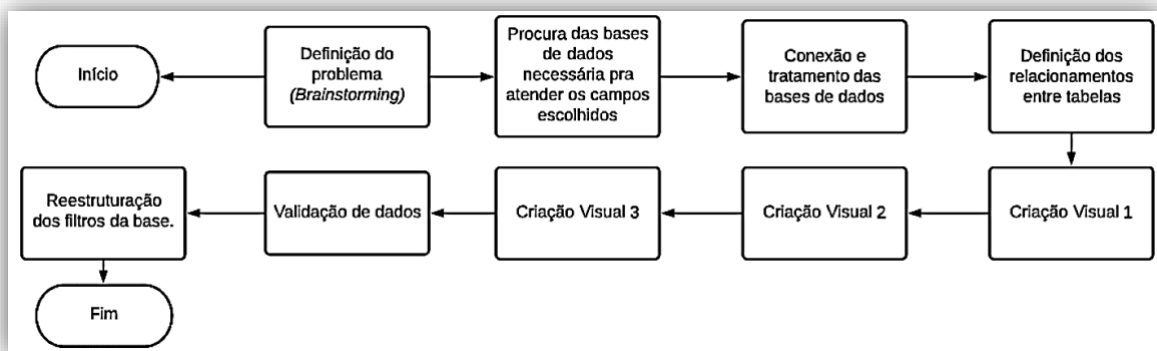 Início
Definição do
problema
(Brainstorming)
Procura das bases
de dados
necessária pra
atender os campos
escolhidos
Conexão e
tratamento das
bases de dados
Definição dos
relacionamentos
entre tabelas
Criação Visual 1
Criação Visual 2
Criação Visual 3
Validação de dados
Reestruturação
dos filtros da base.
Fim